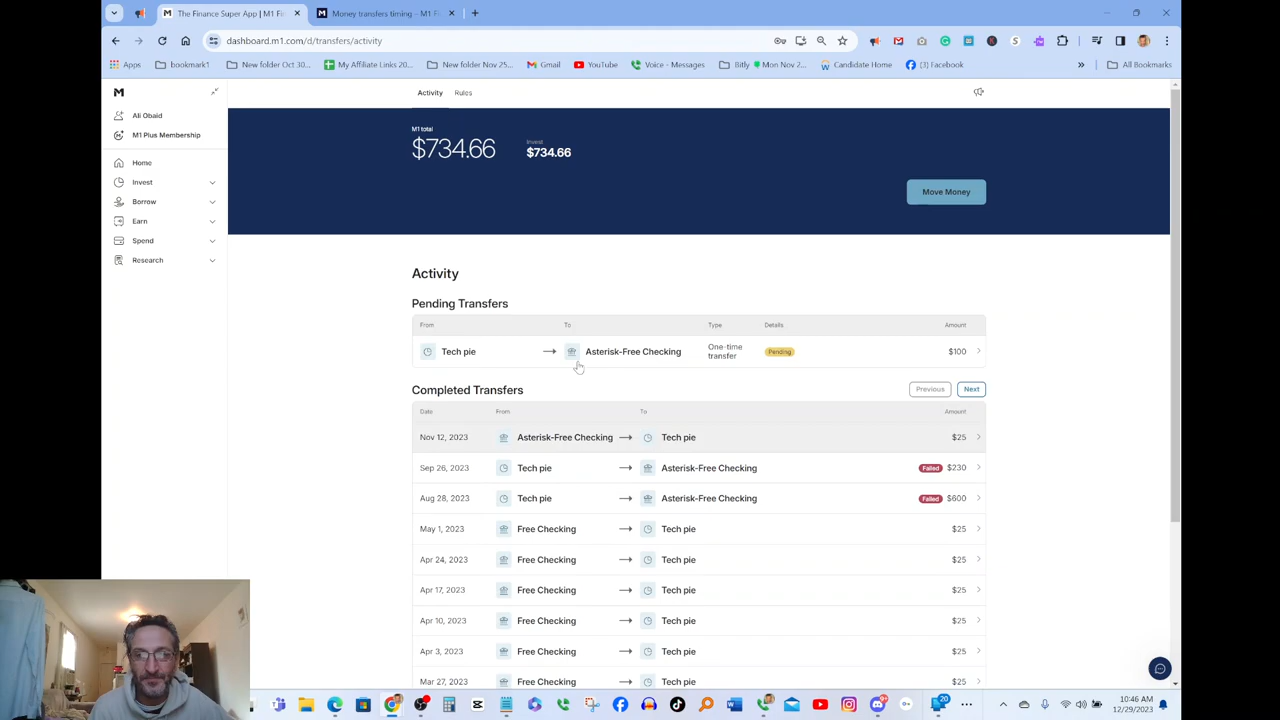 The Finance Super App | M1 Fi
Money transfers timing – M1 F
dashboard.m1.com/d/transfers/activity
Apps
bookmark1
New folder Oct 30...
My Affiliate Links 20...
New folder Nov 25...
Gmail
YouTube
Voice - Messages
Bitly
Mon Nov 2...
Candidate Home
(3) Facebook
»
All Bookmarks
Activity
Rules
Ali Obaid
M1 Plus Membership
Home
Invest
Borrow
Earn
Spend
Research
M1 total
$734.66
Invest
$734.66
Move Money
Activity
Pending Transfers
From To Type Details Amount
Tech pie → Asterisk-Free Checking One-time transfer Pending $100
Completed Transfers
Previous
Next
Date From To Amount
Nov 12, 2023 Asterisk-Free Checking → Tech pie $25
Sep 26, 2023 Tech pie → Asterisk-Free Checking Failed $230
Aug 28, 2023 Tech pie → Asterisk-Free Checking Failed $600
May 1, 2023 Free Checking → Tech pie $25
Apr 24, 2023 Free Checking → Tech pie $25
Apr 17, 2023 Free Checking → Tech pie $25
Apr 10, 2023 Free Checking → Tech pie $25
Apr 3, 2023 Free Checking → Tech pie $25
Mar 27, 2023 Free Checking → Tech pie $25
20
10:46 AM
12/29/2023